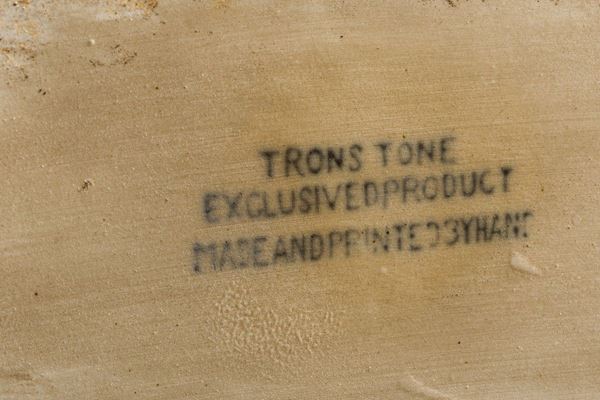 TRONS TONE
EXCLUSIVEDPRODUCT
MADEANDPRINTEDBYHAND